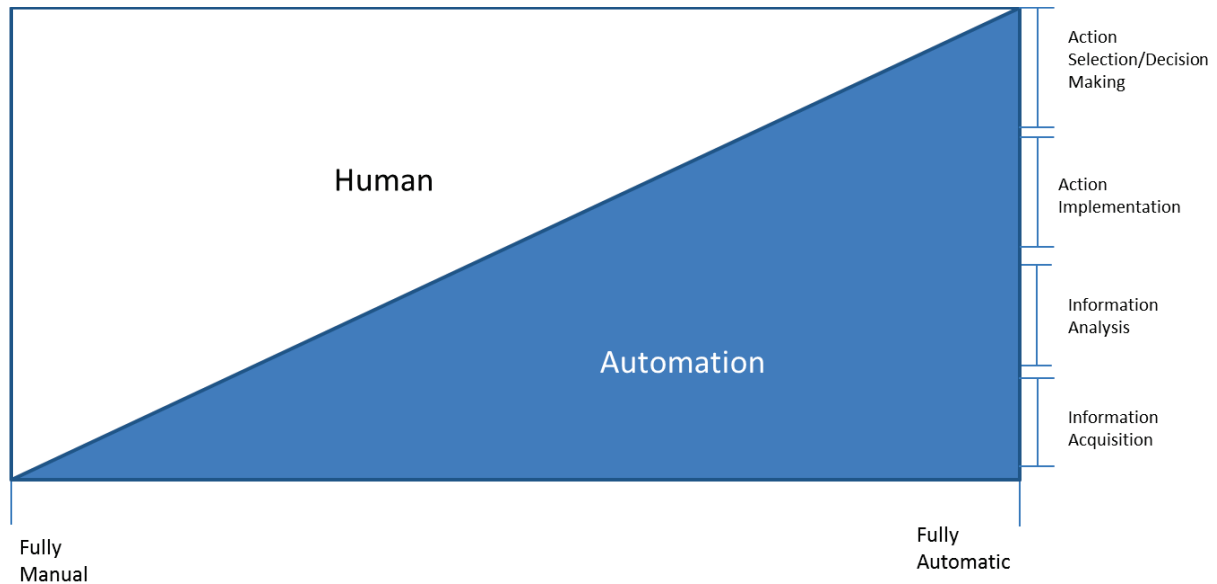 Human
Automation
Action
Selection/Decision
Making
Action
Implementation
Information
Analysis
Information
Acquisition
Fully
Manual
Fully
Automatic